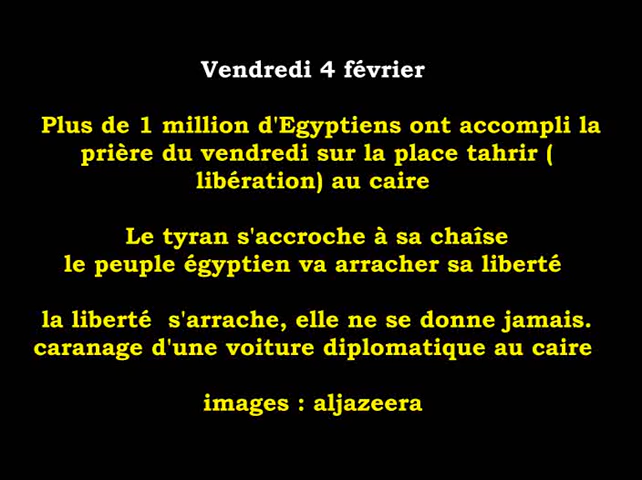 Vendredi 4 février
Plus de 1 million d'Egyptiens ont accompli la
prière du vendredi sur la place tahrir (
libération) au caire
Le tyran s'accroche à sa chaîse
le peuple égyptien va arracher sa liberté
la liberté s'arrache, elle ne se donne jamais.
caranage d'une voiture diplomatique au caire
images : aljazeera